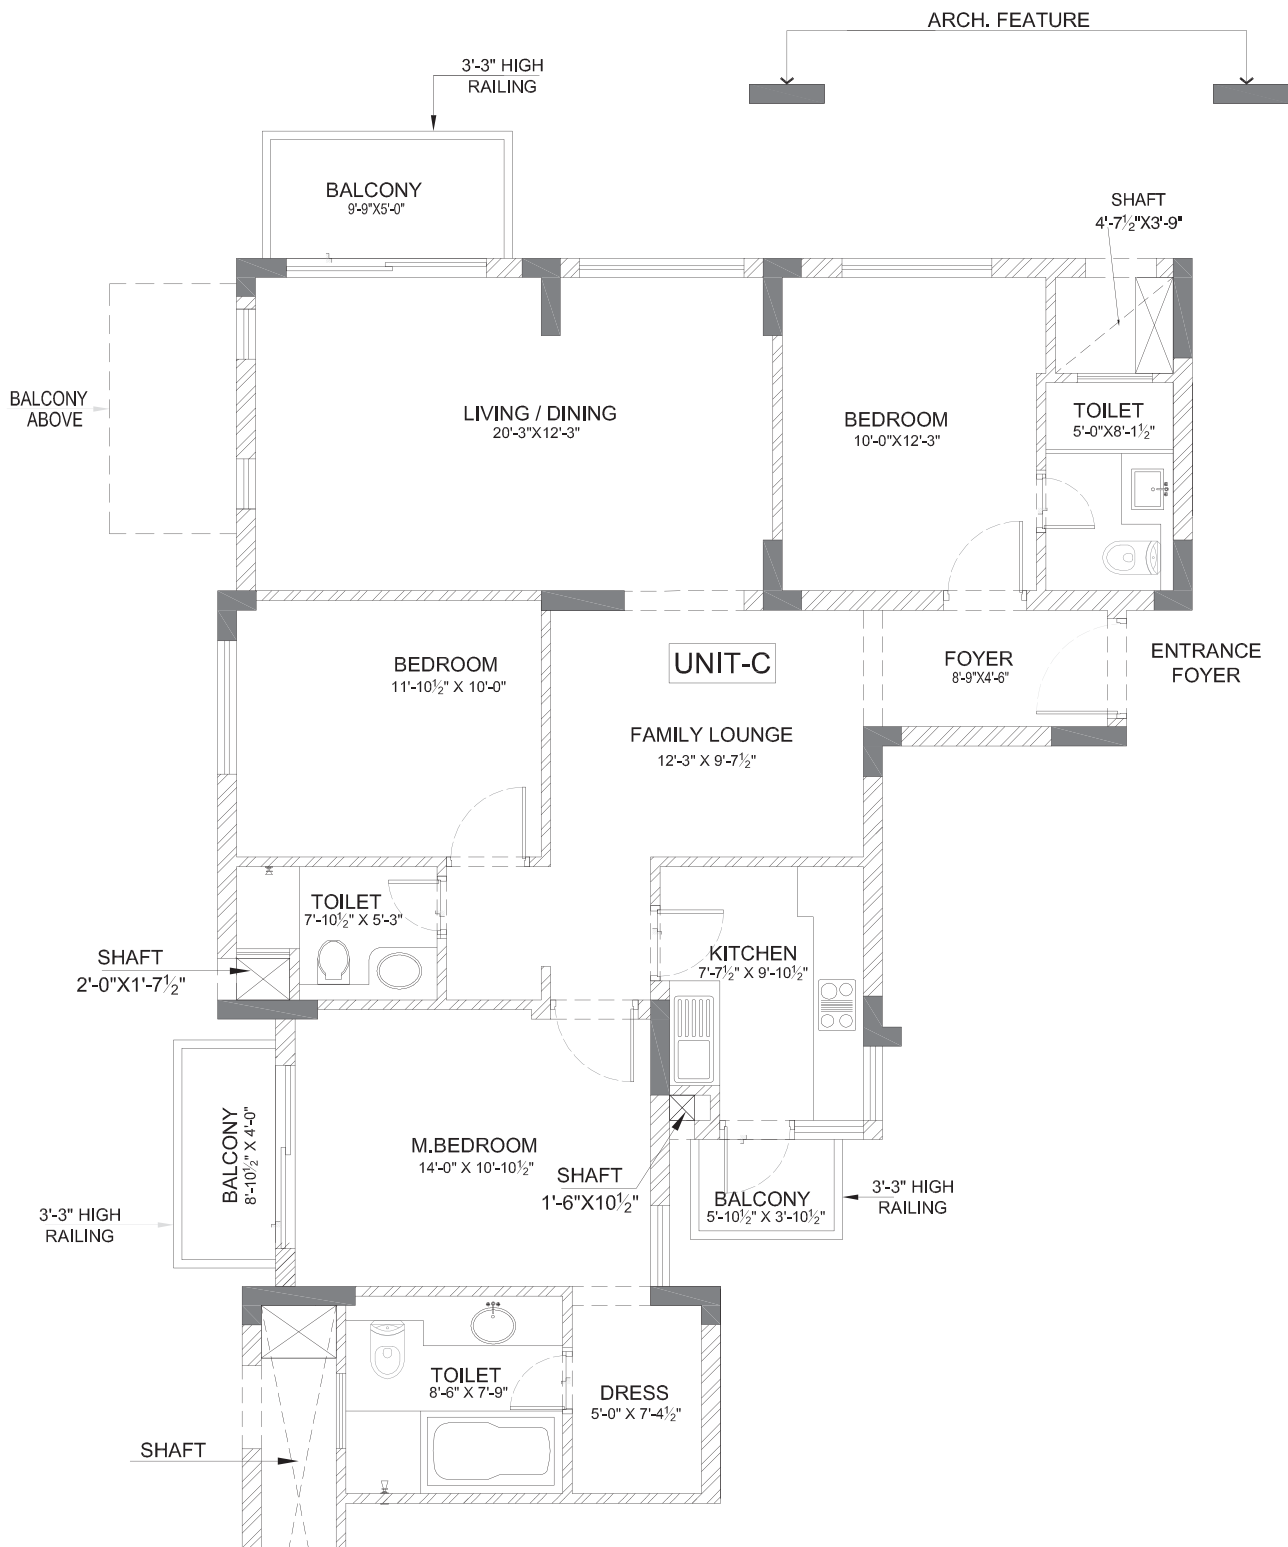 ARCH. FEATURE
3'-3" HIGH
RAILING
BALCONY
9'-9"X5'-0"
SHAFT
4'-7½"X3'-9"
BALCONY
ABOVE
LIVING / DINING
20'-3"X12'-3"
BEDROOM
10'-0"X12'-3"
TOILET
5'-0"X8'-1½"
BEDROOM
11'-10½" X 10'-0"
UNIT-C
FOYER
8'-9"X4'-6"
ENTRANCE
FOYER
FAMILY LOUNGE
12'-3" X 9'-7½"
TOILET
7'-10½" X 5'-3"
SHAFT
2'-0"X1'-7½"
KITCHEN
7'-7½" X 9'-10½"
BALCONY
8'-10½" X 4'-0"
M.BEDROOM
14'-0" X 10'-10½"
SHAFT
1'-6"X10½"
BALCONY
5'-10½" X 3'-10½"
3'-3" HIGH
RAILING
3'-3" HIGH
RAILING
TOILET
8'-6" X 7'-9"
DRESS
5'-0" X 7'-4½"
SHAFT